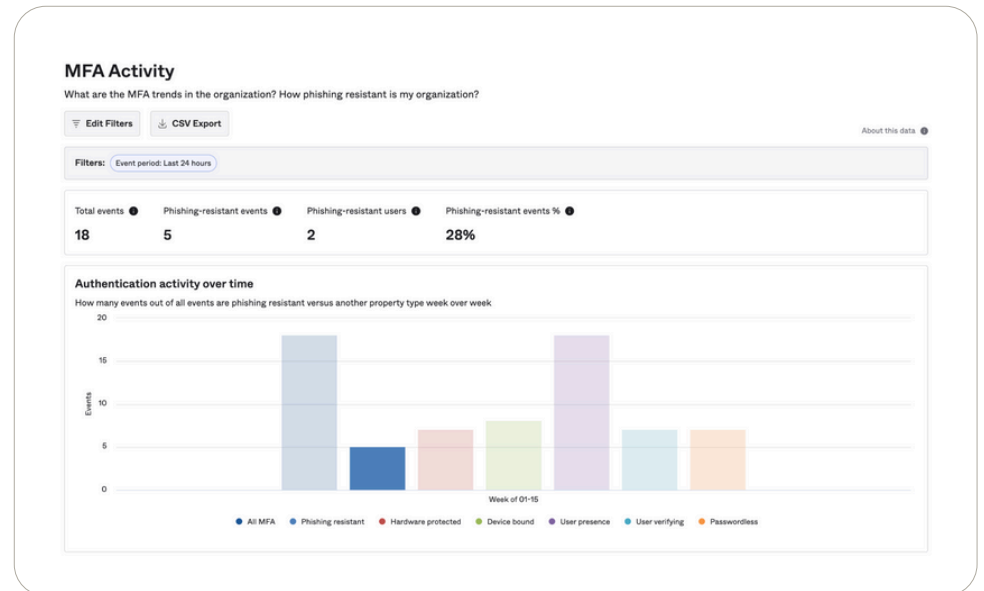 MFA Activity
What are the MFA trends in the organization? How phishing resistant is my organization?
Edit Filters CSV Export
About this data
Filters: Event period: Last 24 hours
Total events Phishing-resistant events Phishing-resistant users Phishing-resistant events %
18 5 2 28%
Authentication activity over time
How many events out of all events are phishing resistant versus another property type week over week
20
15
10
5
0
Events
Week of 01-15
All MFA Phishing resistant Hardware protected Device bound User presence User verifying Passwordless